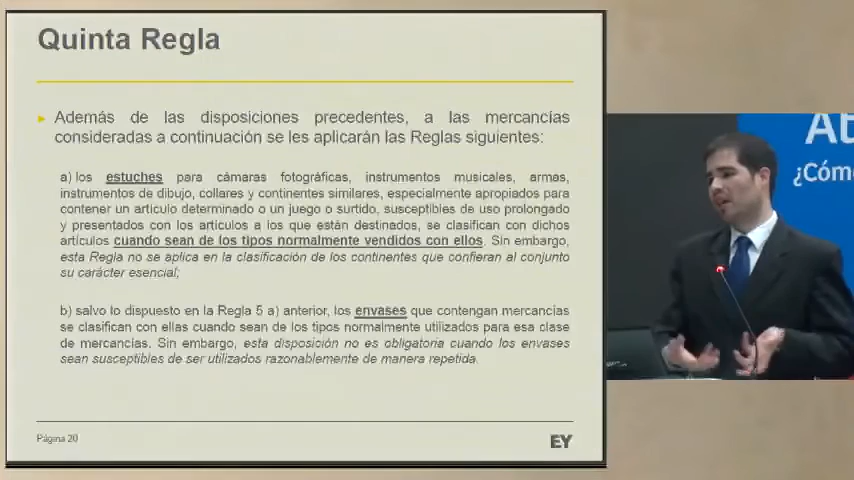 Quinta Regla
Además de las disposiciones precedentes, a las mercancías
consideradas a continuación se les aplicarán las Reglas siguientes:
a) los estuches para cámaras fotográficas, instrumentos musicales, armas,
instrumentos de dibujo, collares y continentes similares, especialmente apropiados para
contener un artículo determinado o un juego o surtido, susceptibles de uso prolongado
y presentados con los artículos a los que están destinados, se clasifican con dichos
artículos cuando sean de los tipos normalmente vendidos con ellos. Sin embargo,
esta Regla no se aplica en la clasificación de los continentes que confieran al conjunto
su carácter esencial;
b) salvo lo dispuesto en la Regla 5 a) anterior, los envases que contengan mercancías
se clasifican con ellas cuando sean de los tipos normalmente utilizados para esa clase
de mercancías. Sin embargo, esta disposición no es obligatoria cuando los envases
sean susceptibles de ser utilizados razonablemente de manera repetida.
Página 20
EY
¿Cómo